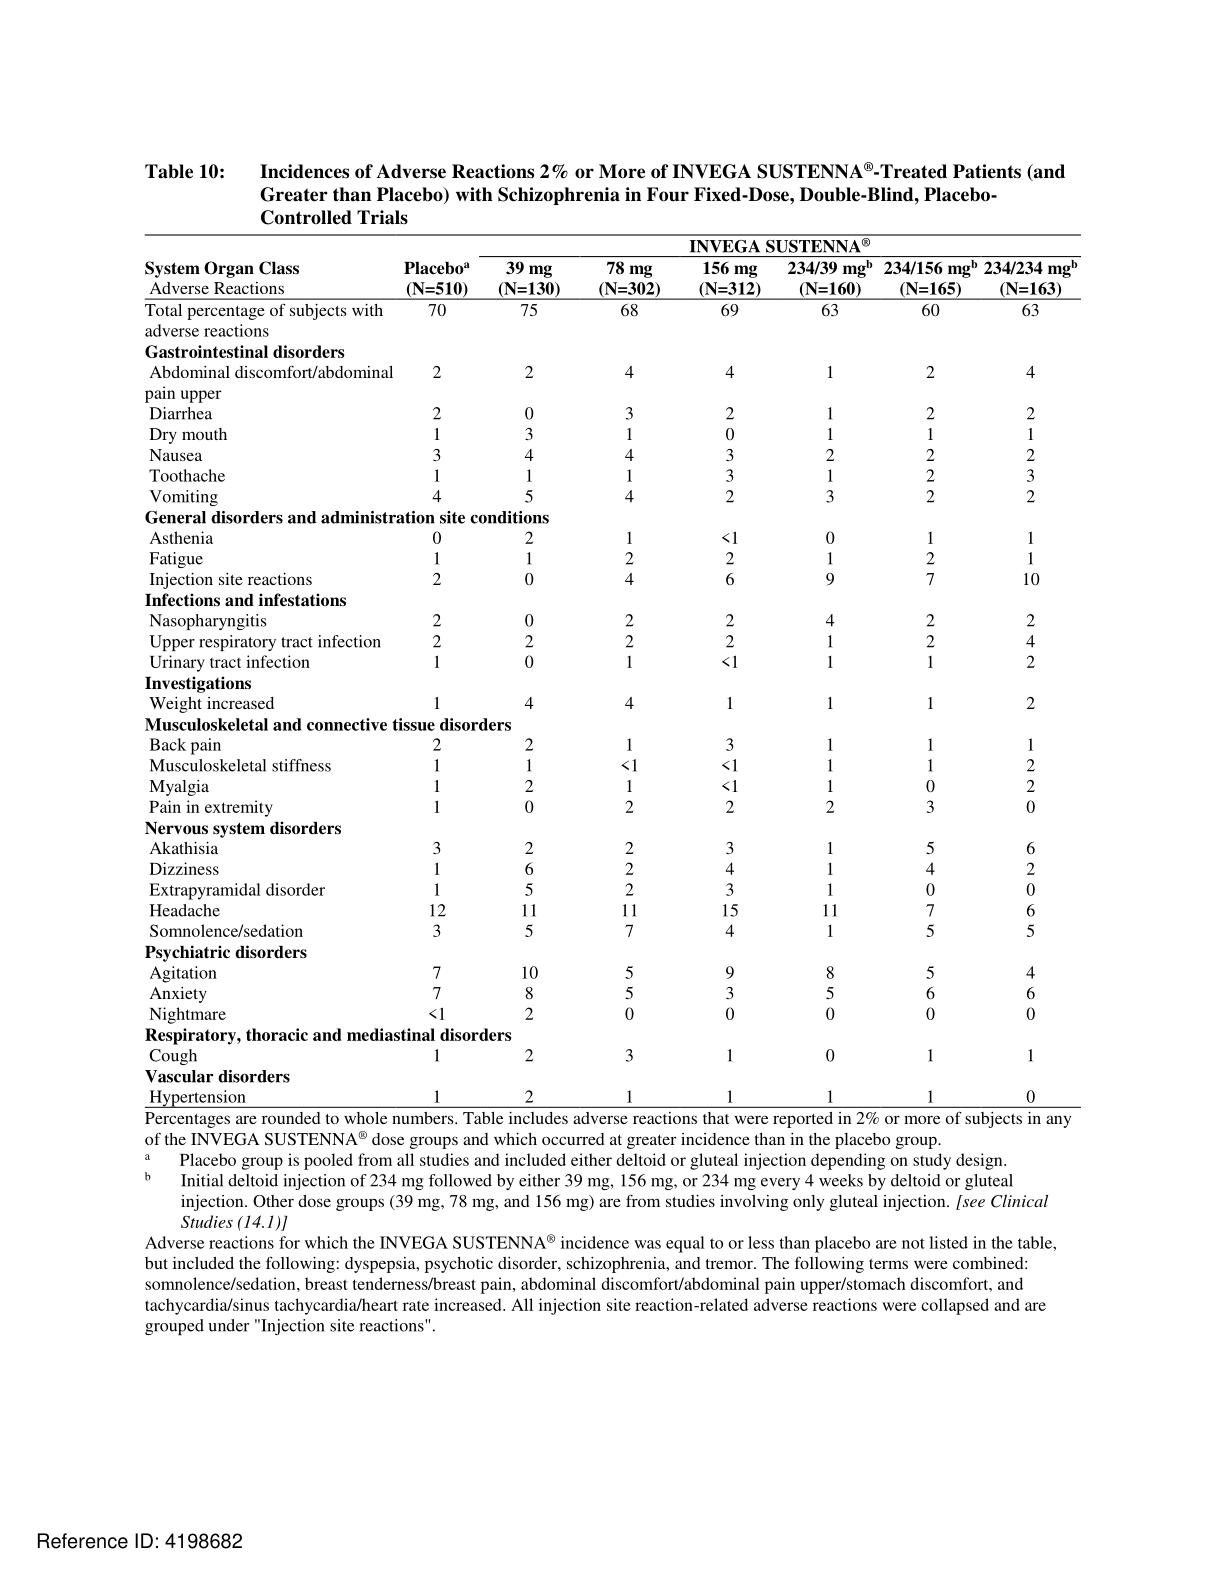 Table 10: Incidences of Adverse Reactions 2% or More of INVEGA SUSTENNA®-Treated Patients (and
Greater than Placebo) with Schizophrenia in Four Fixed-Dose, Double-Blind, Placebo-
Controlled Trials
INVEGA SUSTENNA®
System Organ Class Placeboᵃ 39 mg 78 mg 156 mg 234/39 mgᵇ 234/156 mgᵇ 234/234 mgᵇ
Adverse Reactions (N=510) (N=130) (N=302) (N=312) (N=160) (N=165) (N=163)
Total percentage of subjects with 70 75 68 69 63 60 63
adverse reactions
Gastrointestinal disorders
Abdominal discomfort/abdominal 2 2 4 4 1 2 4
pain upper
Diarrhea 2 0 3 2 1 2 2
Dry mouth 1 3 1 0 1 1 1
Nausea 3 4 4 3 2 2 2
Toothache 1 1 1 3 1 2 3
Vomiting 4 5 4 2 3 2 2
General disorders and administration site conditions
Asthenia 0 2 1 <1 0 1 1
Fatigue 1 1 2 2 1 2 1
Injection site reactions 2 0 4 6 9 7 10
Infections and infestations
Nasopharyngitis 2 0 2 2 4 2 2
Upper respiratory tract infection 2 2 2 2 1 2 4
Urinary tract infection 1 0 1 <1 1 1 2
Investigations
Weight increased 1 4 4 1 1 1 2
Musculoskeletal and connective tissue disorders
Back pain 2 2 1 3 1 1 1
Musculoskeletal stiffness 1 1 <1 <1 1 1 2
Myalgia 1 2 1 <1 1 0 2
Pain in extremity 1 0 2 2 2 3 0
Nervous system disorders
Akathisia 3 2 2 3 1 5 6
Dizziness 1 6 2 4 1 4 2
Extrapyramidal disorder 1 5 2 3 1 0 0
Headache 12 11 11 15 11 7 6
Somnolence/sedation 3 5 7 4 1 5 5
Psychiatric disorders
Agitation 7 10 5 9 8 5 4
Anxiety 7 8 5 3 5 6 6
Nightmare <1 2 0 0 0 0 0
Respiratory, thoracic and mediastinal disorders
Cough 1 2 3 1 0 1 1
Vascular disorders
Hypertension 1 2 1 1 1 1 0
Percentages are rounded to whole numbers. Table includes adverse reactions that were reported in 2% or more of subjects in any
of the INVEGA SUSTENNA® dose groups and which occurred at greater incidence than in the placebo group.
ᵃ Placebo group is pooled from all studies and included either deltoid or gluteal injection depending on study design.
ᵇ Initial deltoid injection of 234 mg followed by either 39 mg, 156 mg, or 234 mg every 4 weeks by deltoid or gluteal
injection. Other dose groups (39 mg, 78 mg, and 156 mg) are from studies involving only gluteal injection. [see Clinical
Studies (14.1)]
Adverse reactions for which the INVEGA SUSTENNA® incidence was equal to or less than placebo are not listed in the table,
but included the following: dyspepsia, psychotic disorder, schizophrenia, and tremor. The following terms were combined:
somnolence/sedation, breast tenderness/breast pain, abdominal discomfort/abdominal pain upper/stomach discomfort, and
tachycardia/sinus tachycardia/heart rate increased. All injection site reaction-related adverse reactions were collapsed and are
grouped under "Injection site reactions".
Reference ID: 4198682